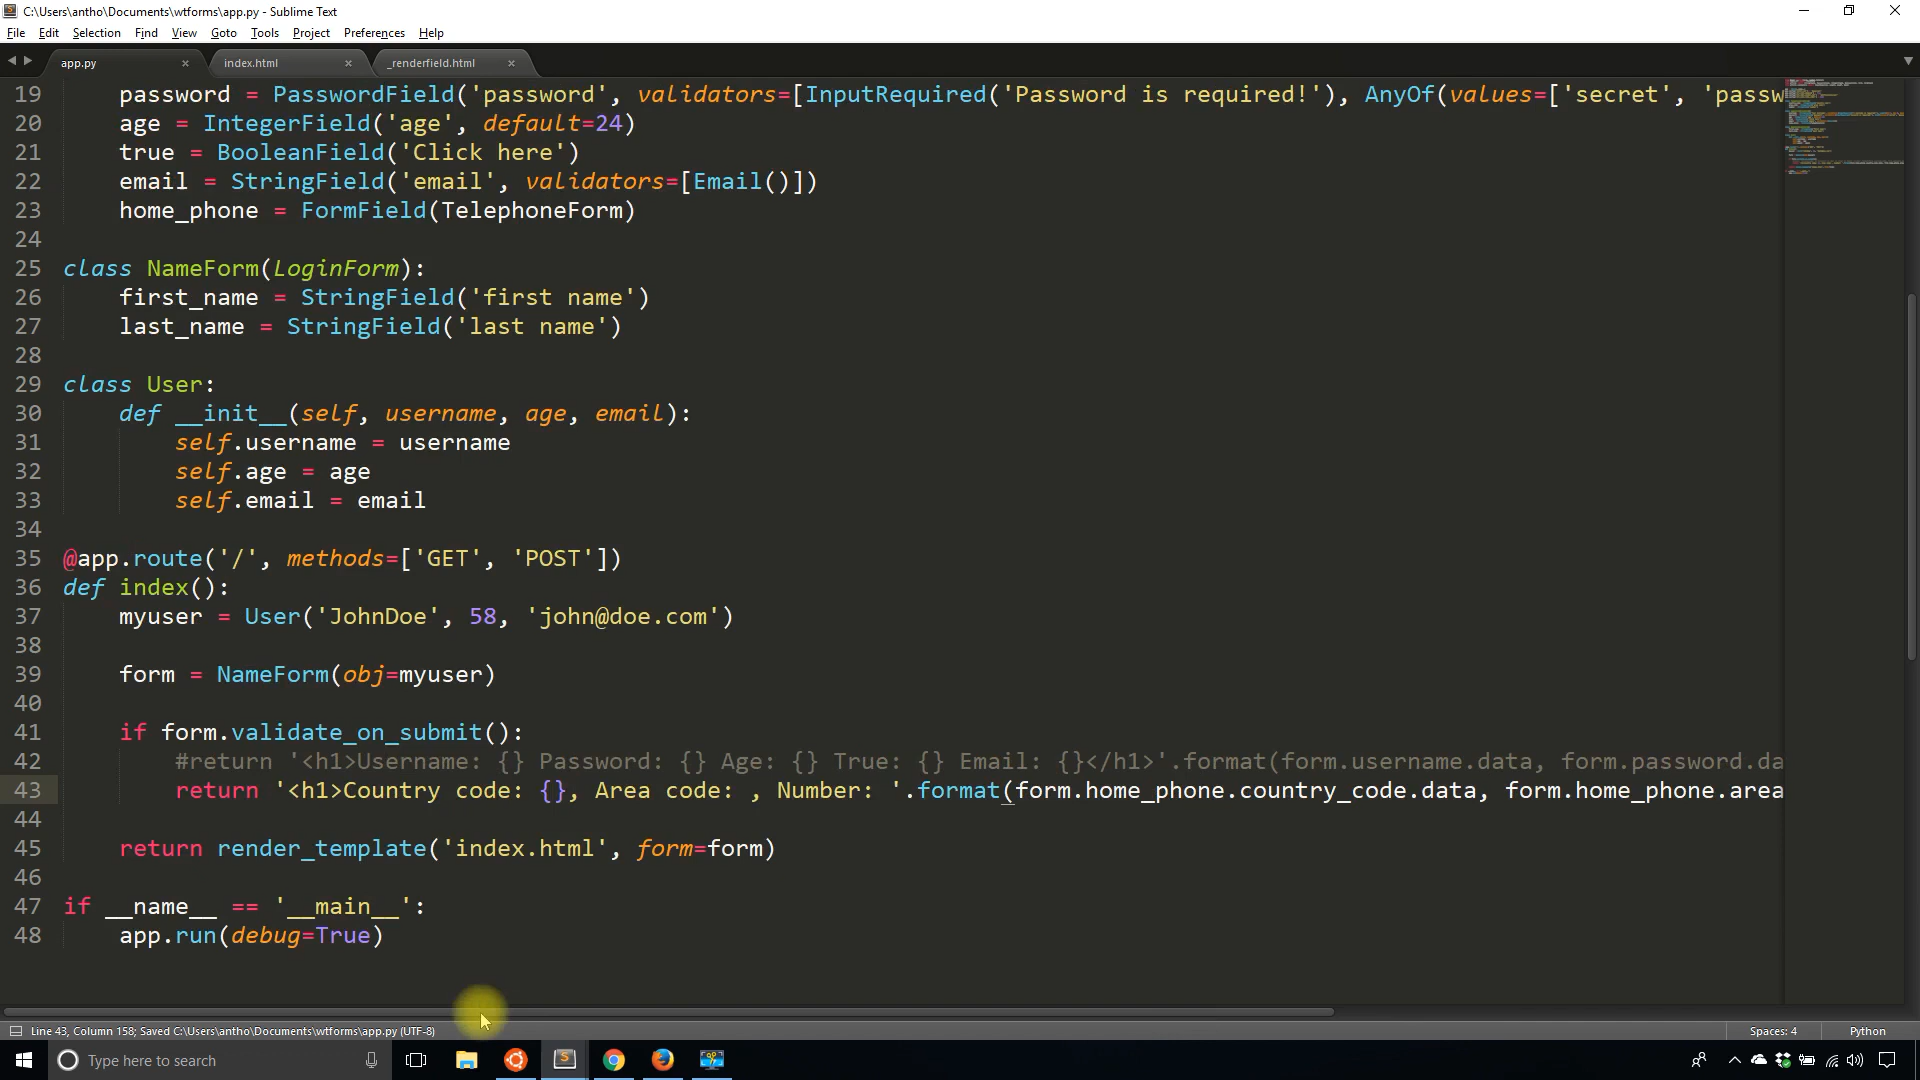 C:\Users\antho\Documents\wtforms\app.py - Sublime Text
File Edit Selection Find View Goto Tools Project Preferences Help
app.py × index.html × _renderfield.html ×
19 password = PasswordField('password', validators=[InputRequired('Password is required!'), AnyOf(values=['secret', 'passw
20 age = IntegerField('age', default=24)
21 true = BooleanField('Click here')
22 email = StringField('email', validators=[Email()])
23 home_phone = FormField(TelephoneForm)
24
25 class NameForm(LoginForm):
26 first_name = StringField('first name')
27 last_name = StringField('last name')
28
29 class User:
30 def __init__(self, username, age, email):
31 self.username = username
32 self.age = age
33 self.email = email
34
35 @app.route('/', methods=['GET', 'POST'])
36 def index():
37 myuser = User('JohnDoe', 58, 'john@doe.com')
38
39 form = NameForm(obj=myuser)
40
41 if form.validate_on_submit():
42 #return '<h1>Username: {} Password: {} Age: {} True: {} Email: {}</h1>'.format(form.username.data, form.password.da
43 return '<h1>Country code: {}, Area code: , Number: '.format(form.home_phone.country_code.data, form.home_phone.area
44
45 return render_template('index.html', form=form)
46
47 if __name__ == '__main__':
48 app.run(debug=True)
Line 43, Column 158; Saved C:\Users\antho\Documents\wtforms\app.py (UTF-8) Spaces: 4 Python
Type here to search